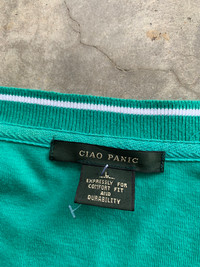 CIAO PANIC
L
EXPRESSLY FOR
COMFORT FIT
AND
DURABILITY